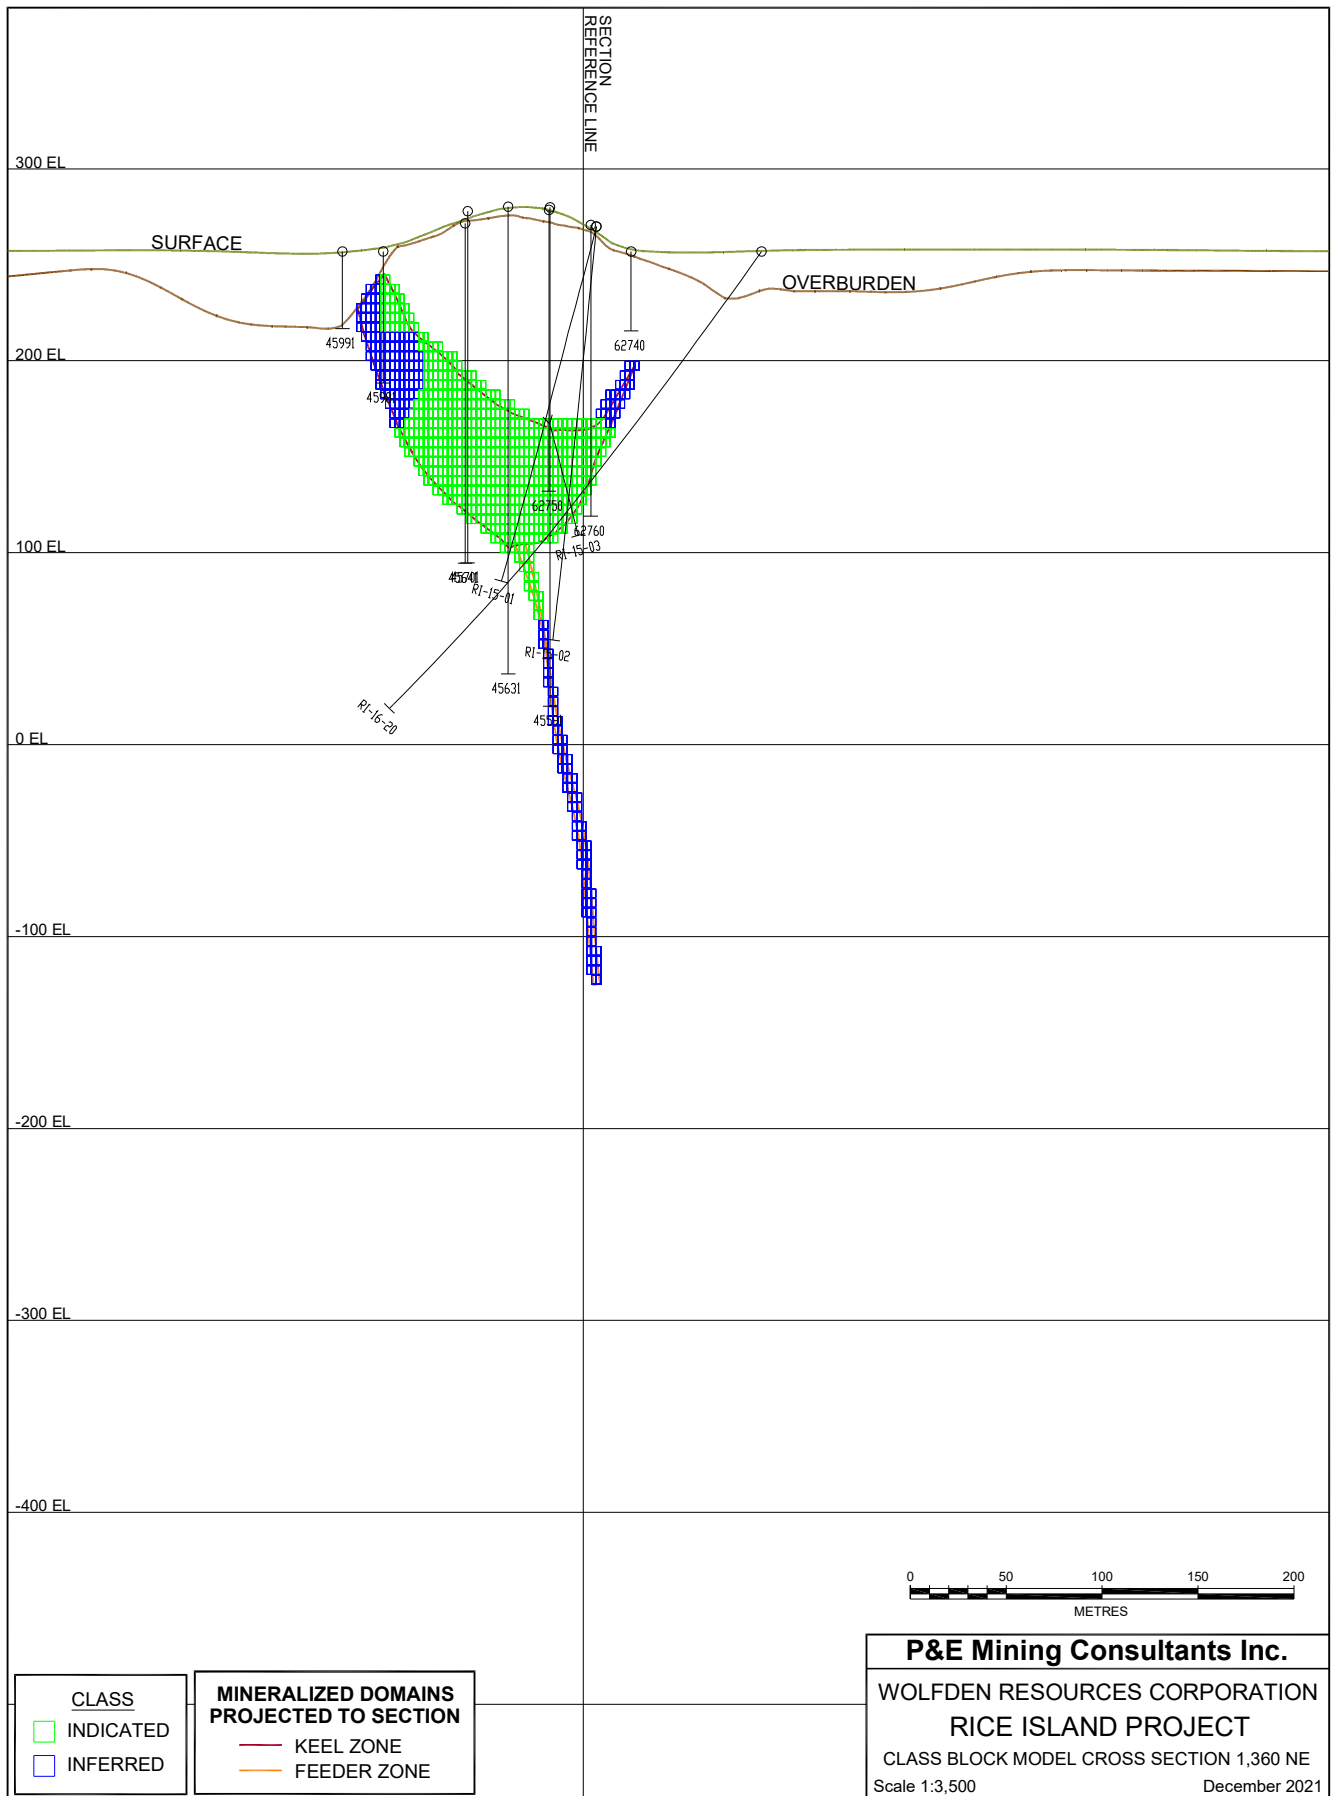 SECTION
REFERENCE LINE
300 EL
SURFACE
OVERBURDEN
45991
62740
200 EL
62750
62760
RI-15-03
100 EL
RI-15-01
RI-15-02
45631
RI-16-20
0 EL
-100 EL
-200 EL
-300 EL
-400 EL
0 50 100 150 200
METRES
P&E Mining Consultants Inc.
WOLFDEN RESOURCES CORPORATION
RICE ISLAND PROJECT
CLASS BLOCK MODEL CROSS SECTION 1,360 NE
Scale 1:3,500 December 2021
CLASS
INDICATED
INFERRED
MINERALIZED DOMAINS
PROJECTED TO SECTION
KEEL ZONE
FEEDER ZONE